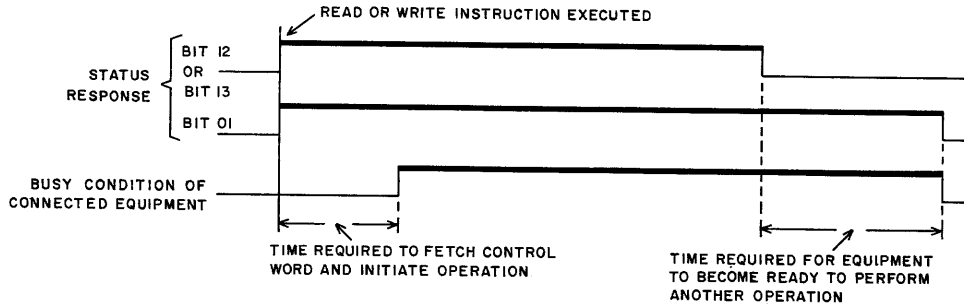 READ OR WRITE INSTRUCTION EXECUTED
STATUS
RESPONSE
BIT 12
OR
BIT 13
BIT 01
BUSY CONDITION OF
CONNECTED EQUIPMENT
TIME REQUIRED TO FETCH CONTROL
WORD AND INITIATE OPERATION
TIME REQUIRED FOR EQUIPMENT
TO BECOME READY TO PERFORM
ANOTHER OPERATION